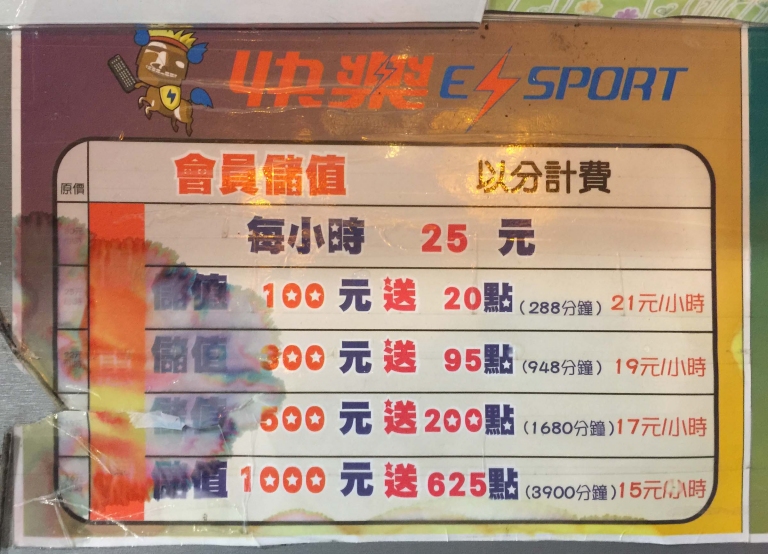 快樂 E SPORT
原價 會員儲值 以分計費
每小時 25 元
儲值 100 元 送 20點 (288分鐘) 21元/小時
儲值 300 元 送 95點 (948分鐘) 19元/小時
儲值 500 元 送 200點 (1680分鐘) 17元/小時
儲值 1000 元 送 625點 (3900分鐘) 15元/小時